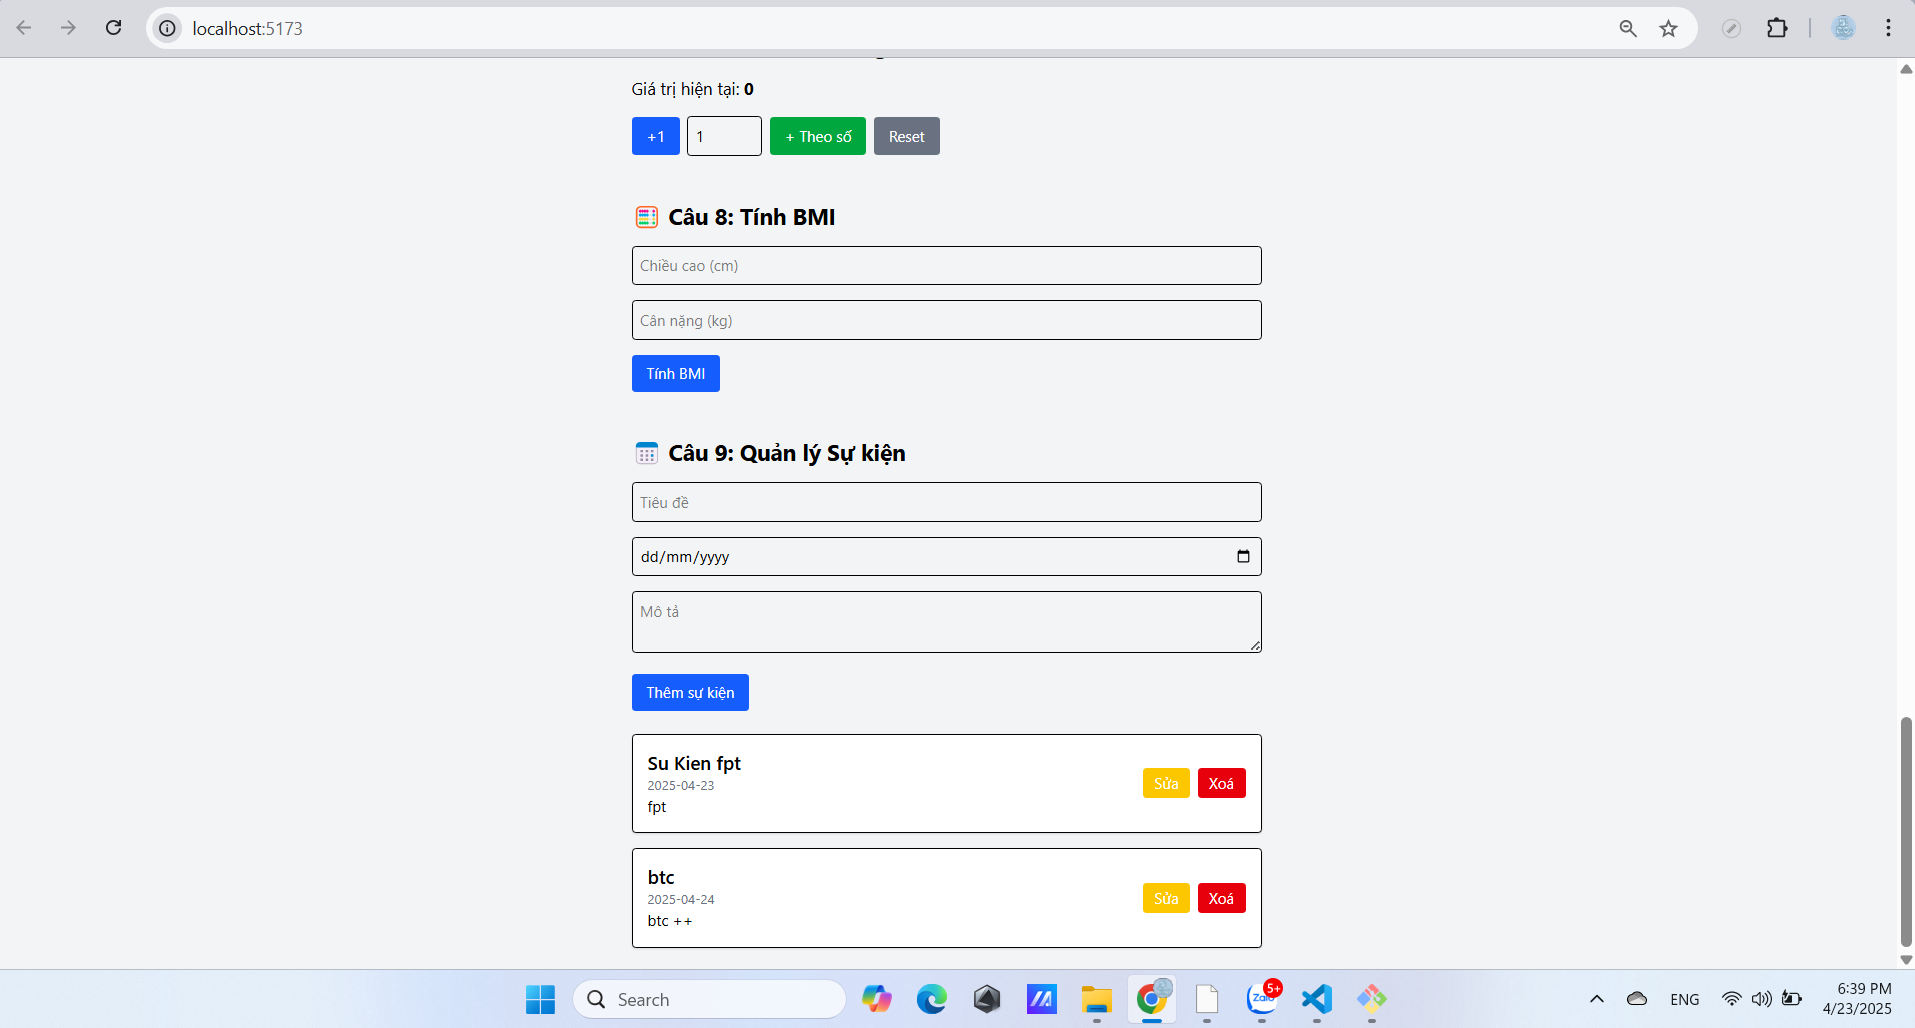 localhost:5173
Giá trị hiện tại: 0
+1 1 + Theo số Reset
Câu 8: Tính BMI
Chiều cao (cm)
Cân nặng (kg)
Tính BMI
Câu 9: Quản lý Sự kiện
Tiêu đề
dd/mm/yyyy
Mô tả
Thêm sự kiện
Su Kien fpt
2025-04-23
fpt
Sửa Xoá
btc
2025-04-24
btc ++
Sửa Xoá
Search
Zalo
5+
ENG
6:39 PM
4/23/2025